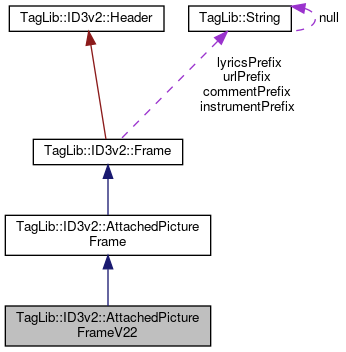 TagLib::ID3v2::Header
TagLib::String
null
lyricsPrefix
urlPrefix
commentPrefix
instrumentPrefix
TagLib::ID3v2::Frame
TagLib::ID3v2::AttachedPicture
Frame
TagLib::ID3v2::AttachedPicture
FrameV22